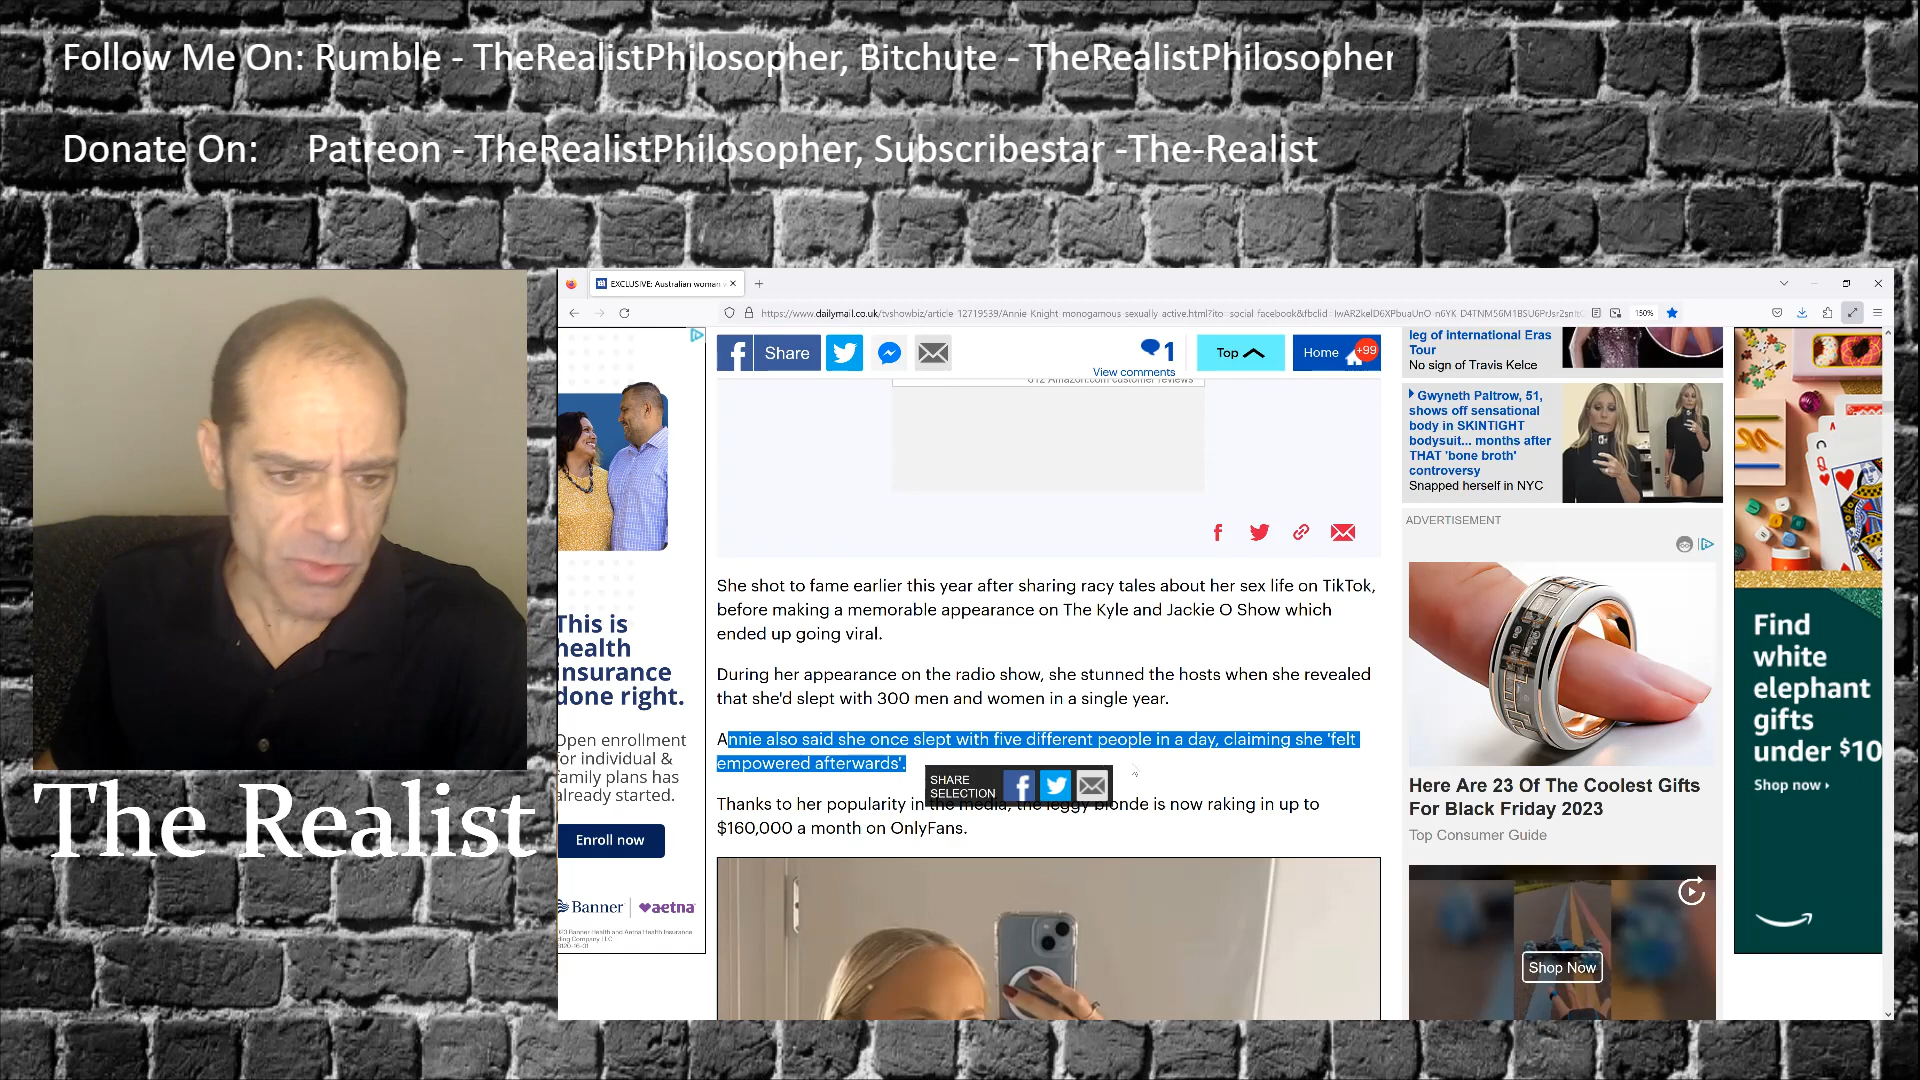 Follow Me On: Rumble - TheRealistPhilosopher, Bitchute - TheRealistPhilosopher
Donate On: Patreon - TheRealistPhilosopher, Subscribestar -The-Realist
The Realist
EXCLUSIVE: Australian woman
150%
This is
health
insurance
done right.
Open enrollment
for individual &
family plans has
already started.
Enroll now
Banner | aetna
Share
1
View comments
Top
Home
+99
612 Amazon.com customer reviews
She shot to fame earlier this year after sharing racy tales about her sex life on TikTok,
before making a memorable appearance on The Kyle and Jackie O Show which
ended up going viral.
During her appearance on the radio show, she stunned the hosts when she revealed
that she'd slept with 300 men and women in a single year.
Annie also said she once slept with five different people in a day, claiming she 'felt
empowered afterwards'.
SHARE
SELECTION
Thanks to her popularity in the media, the leggy blonde is now raking in up to
$160,000 a month on OnlyFans.
leg of International Eras
Tour
No sign of Travis Kelce
Gwyneth Paltrow, 51,
shows off sensational
body in SKINTIGHT
bodysuit... months after
THAT 'bone broth'
controversy
Snapped herself in NYC
ADVERTISEMENT
Here Are 23 Of The Coolest Gifts
For Black Friday 2023
Top Consumer Guide
Shop Now
Find
white
elephant
gifts
under $10
Shop now ›